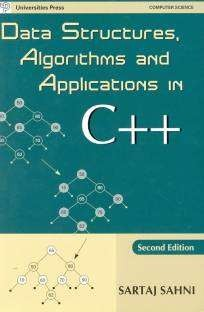 Universities Press
COMPUTER SCIENCE
Data Structures,
Algorithms and
Applications in
C++
Second Edition
SARTAJ SAHNI